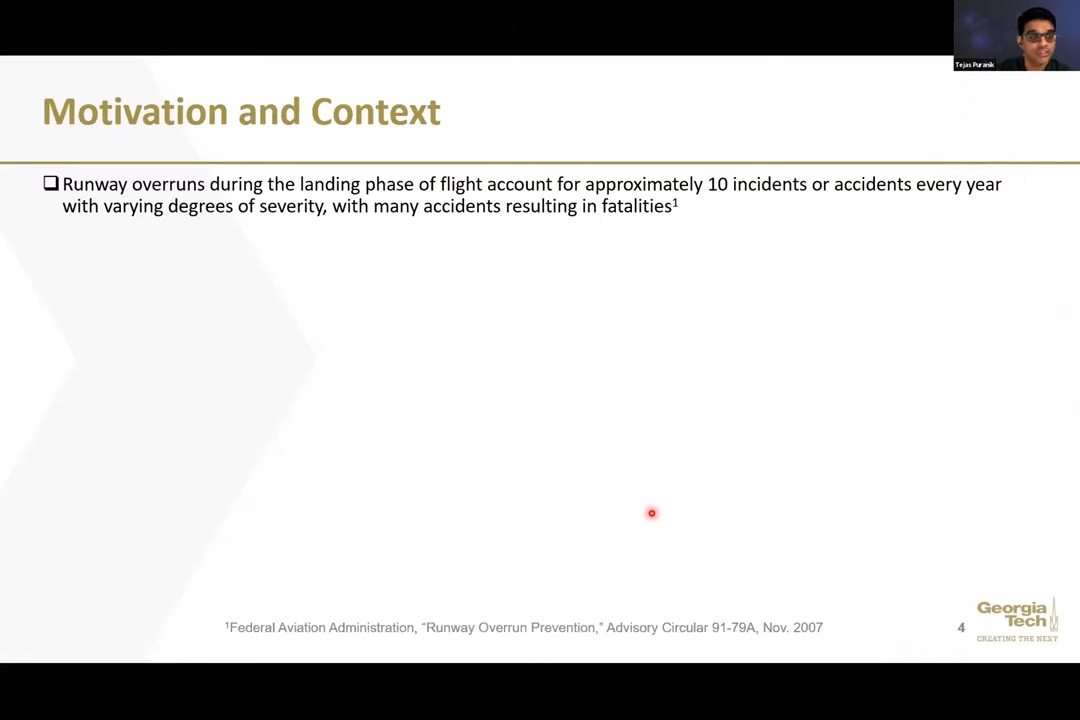 Tejas Puranik
Motivation and Context
❑Runway overruns during the landing phase of flight account for approximately 10 incidents or accidents every year
with varying degrees of severity, with many accidents resulting in fatalities¹
¹Federal Aviation Administration, “Runway Overrun Prevention,” Advisory Circular 91-79A, Nov. 2007
4
Georgia
Tech
CREATING THE NEXT